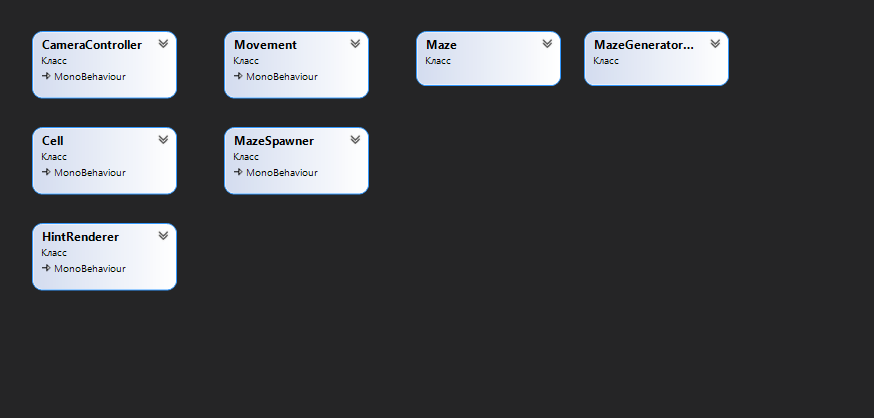 CameraController
Класс
MonoBehaviour
Movement
Класс
MonoBehaviour
Maze
Класс
MazeGenerator...
Класс
Cell
Класс
MonoBehaviour
MazeSpawner
Класс
MonoBehaviour
HintRenderer
Класс
MonoBehaviour